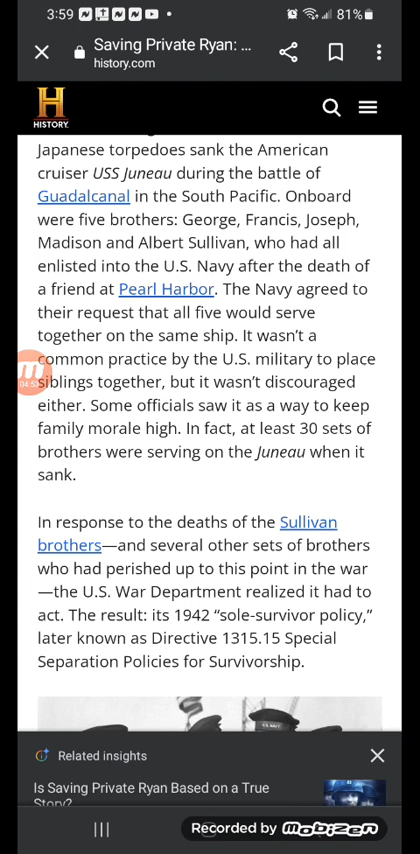 3:59
81%
Saving Private Ryan: ...
history.com
H
HISTORY
Japanese torpedoes sank the American
cruiser USS Juneau during the battle of
Guadalcanal in the South Pacific. Onboard
were five brothers: George, Francis, Joseph,
Madison and Albert Sullivan, who had all
enlisted into the U.S. Navy after the death of
a friend at Pearl Harbor. The Navy agreed to
their request that all five would serve
together on the same ship. It wasn’t a
common practice by the U.S. military to place
siblings together, but it wasn’t discouraged
either. Some officials saw it as a way to keep
family morale high. In fact, at least 30 sets of
brothers were serving on the Juneau when it
sank.
In response to the deaths of the Sullivan
brothers—and several other sets of brothers
who had perished up to this point in the war
—the U.S. War Department realized it had to
act. The result: its 1942 “sole-survivor policy,”
later known as Directive 1315.15 Special
Separation Policies for Survivorship.
Related insights
Is Saving Private Ryan Based on a True
Story?
Recorded by mobizen